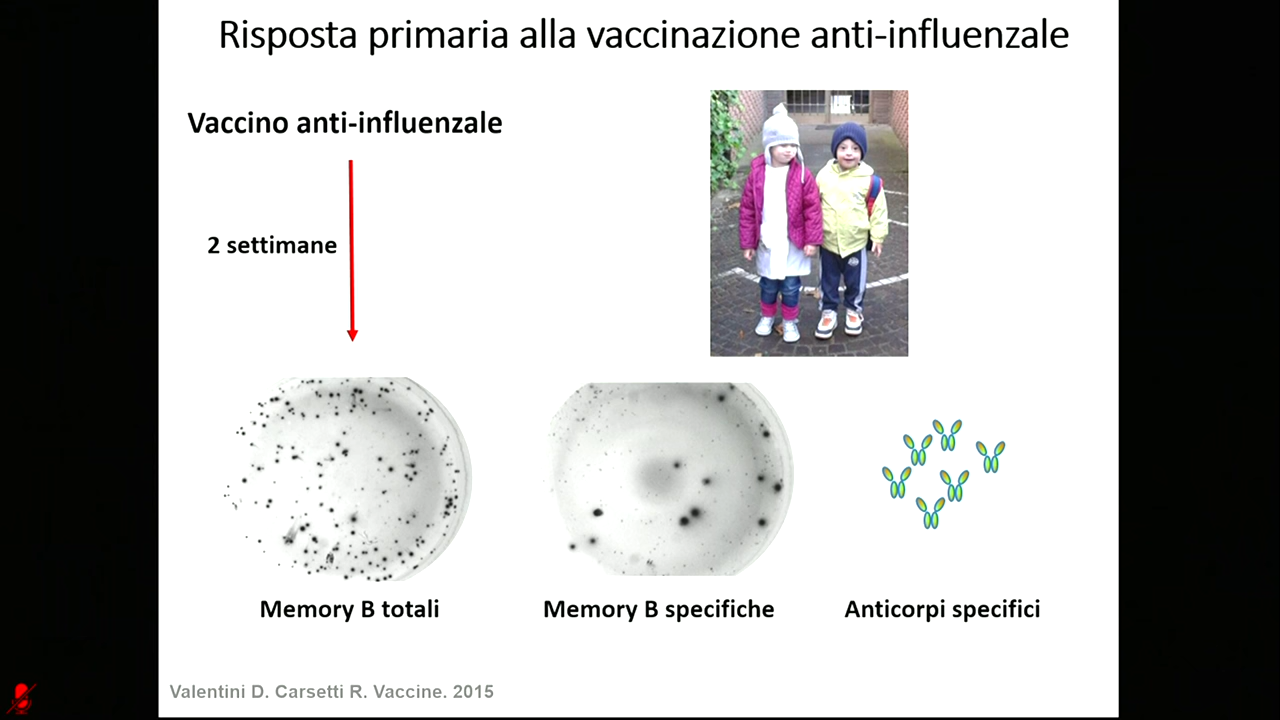 Risposta primaria alla vaccinazione anti-influenzale
Vaccino anti-influenzale
2 settimane
Memory B totali
Memory B specifiche
Anticorpi specifici
Valentini D. Carsetti R. Vaccine. 2015